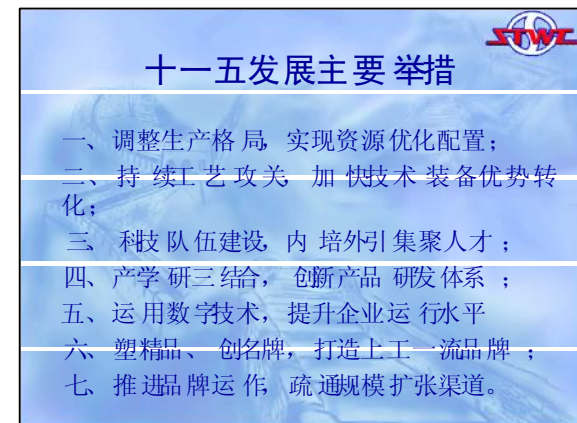 STWC
十一五发展主要举措
一、调整生产格局，实现资源优化配置；
二、持续工艺攻关，加快技术装备优势转
化；
三、科技队伍建设，内培外引集聚人才；
四、产学研三结合，创新产品研发体系；
五、运用数字技术，提升企业运行水平
六、塑精品、创名牌，打造上工一流品牌；
七、推进品牌运作，疏通规模扩张渠道。